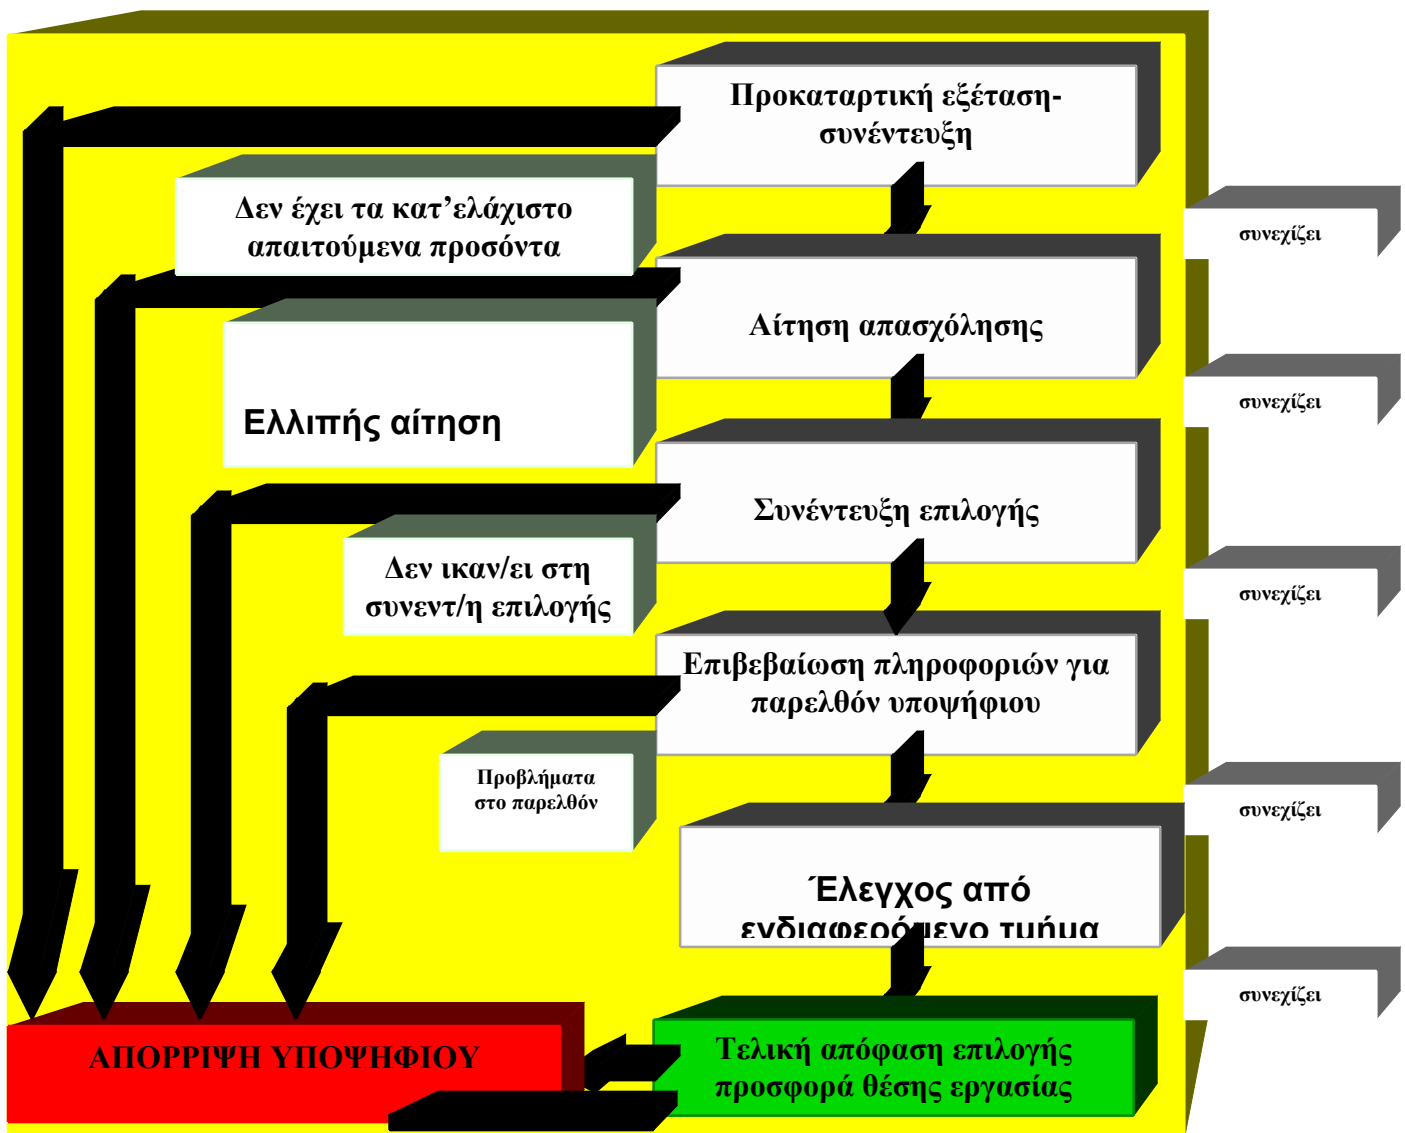 Προκαταρτική εξέταση-
συνέντευξη
Δεν έχει τα κατ’ελάχιστο
απαιτούμενα προσόντα
συνεχίζει
Αίτηση απασχόλησης
Ελλιπής αίτηση
συνεχίζει
Συνέντευξη επιλογής
Δεν ικαν/ει στη
συνεντ/η επιλογής
συνεχίζει
Επιβεβαίωση πληροφοριών για
παρελθόν υποψήφιου
Προβλήματα
στο παρελθόν
συνεχίζει
Έλεγχος από
ενδιαφερόμενο τμήμα
συνεχίζει
ΑΠΟΡΡΙΨΗ ΥΠΟΨΗΦΙΟΥ
Τελική απόφαση επιλογής
προσφορά θέσης εργασίας